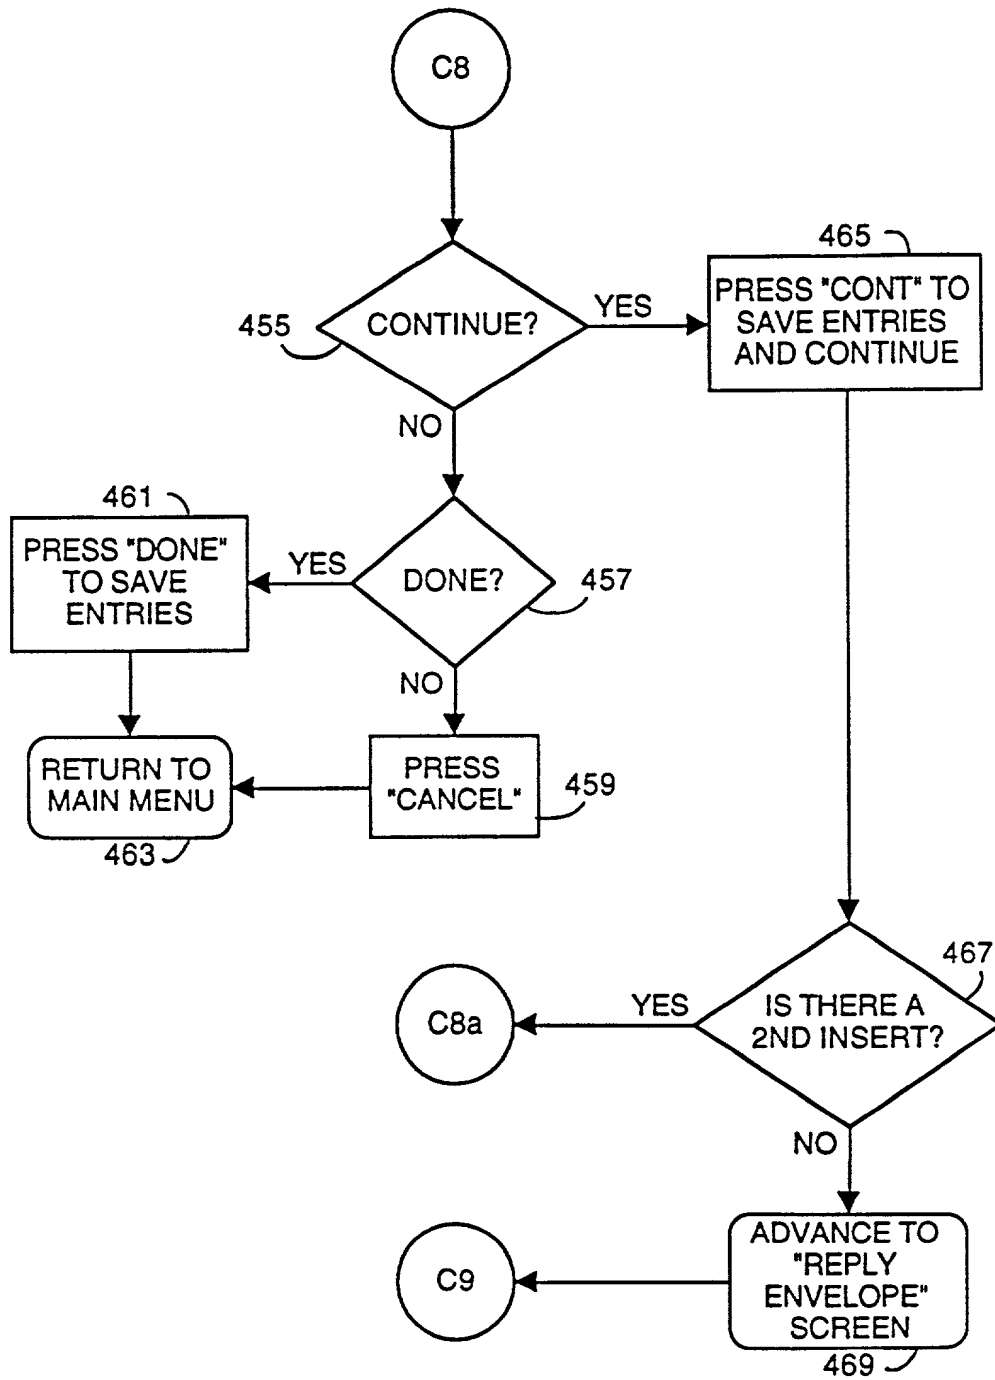 C8
465
PRESS "CONT" TO
SAVE ENTRIES
AND CONTINUE
YES
CONTINUE?
455
NO
461
PRESS "DONE"
TO SAVE
ENTRIES
YES
DONE?
457
NO
RETURN TO
MAIN MENU
463
PRESS
"CANCEL"
459
467
IS THERE A
2ND INSERT?
YES
C8a
NO
ADVANCE TO
"REPLY
ENVELOPE"
SCREEN
469
C9